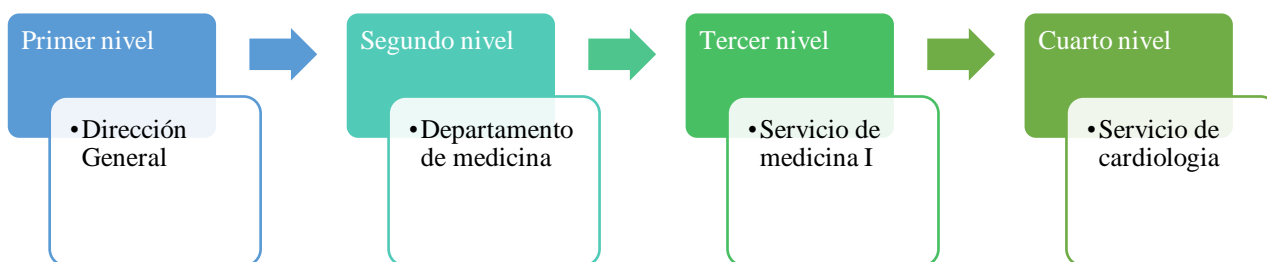 Primer nivel
•Dirección
General
Segundo nivel
•Departamento
de medicina
Tercer nivel
•Servicio de
medicina I
Cuarto nivel
•Servicio de
cardiologia